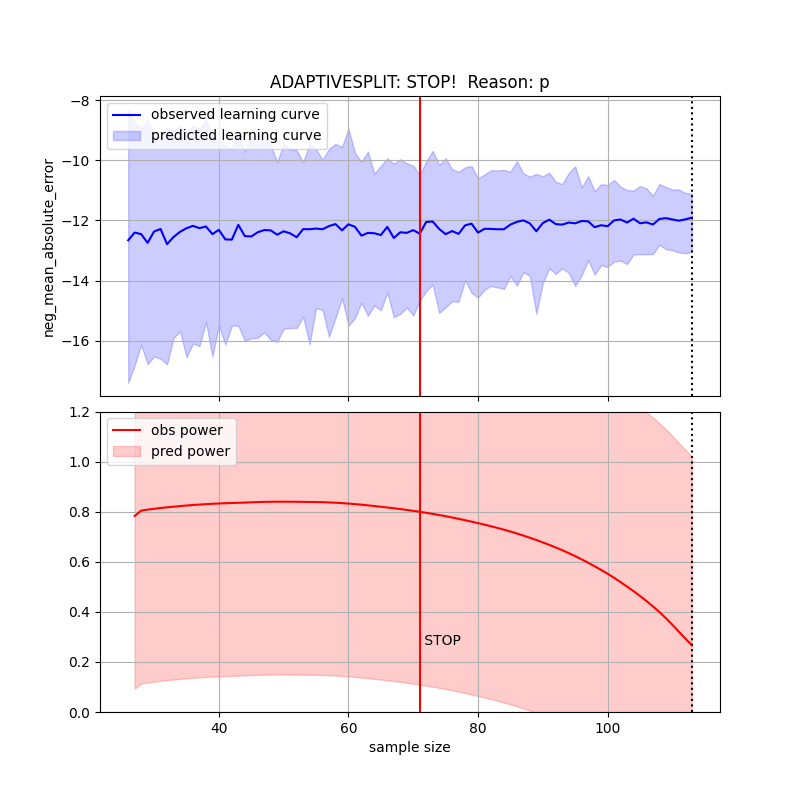 ADAPTIVESPLIT: STOP!  Reason: p
observed learning curve
predicted learning curve
neg_mean_absolute_error
−8
−10
−12
−14
−16
obs power
pred power
1.2
1.0
0.8
0.6
0.4
0.2
0.0
STOP
40 60 80 100
sample size